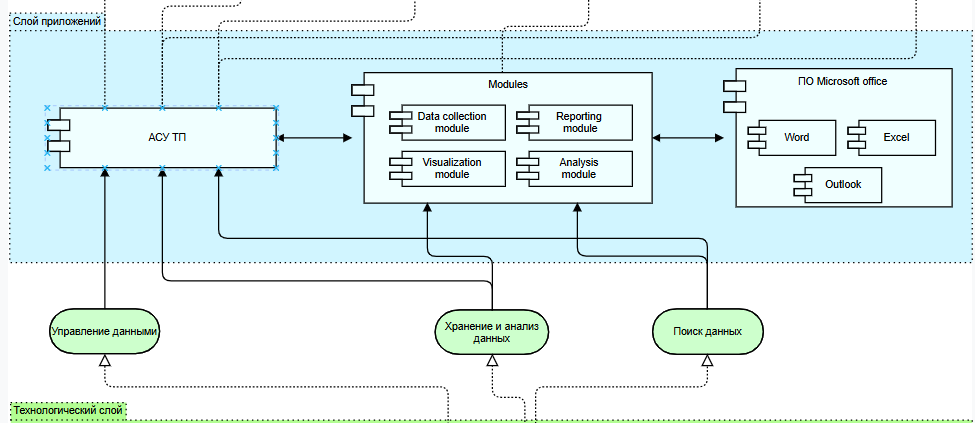 Слой приложений
Modules
ПО Microsoft office
АСУ ТП
Data collection
module
Reporting
module
Word
Excel
Visualization
module
Analysis
module
Outlook
Управление данными
Хранение и анализ
данных
Поиск данных
Технологический слой